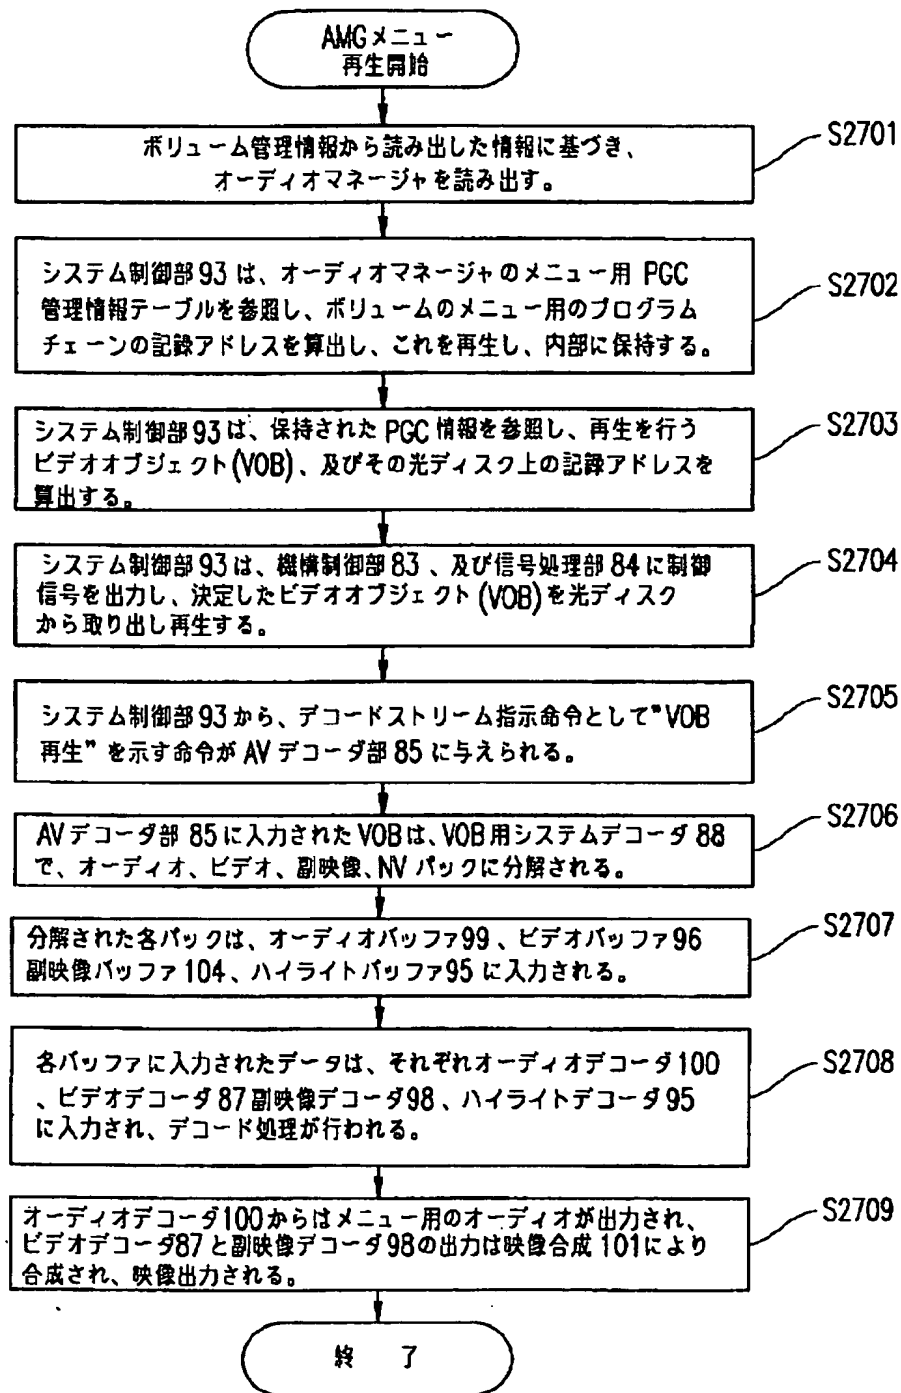 AMGメニュー
再生開始
S2701
ボリューム管理情報から読み出した情報に基づき、
オーディオマネージャを読み出す。
S2702
システム制御部93は、オーディオマネージャのメニュー用 PGC
管理情報テーブルを参照し、ボリュームのメニュー用のプログラム
チェーンの記録アドレスを算出し、これを再生し、内部に保持する。
S2703
システム制御部93は、保持された PGC 情報を参照し、再生を行う
ビデオオブジェクト(VOB)、及びその光ディスク上の記録アドレスを
算出する。
S2704
システム制御部93は、機構制御部83、及び信号処理部84に制御
信号を出力し、決定したビデオオブジェクト(VOB)を光ディスク
から取り出し再生する。
S2705
システム制御部93から、デコードストリーム指示命令として"VOB
再生"を示す命令が AVデコーダ部85に与えられる。
S2706
AVデコーダ部85に入力されたVOBは、VOB用システムデコーダ88
で、オーディオ、ビデオ、副映像、NVパックに分解される。
S2707
分解された各パックは、オーディオバッファ99、ビデオバッファ96
副映像バッファ104、ハイライトバッファ95に入力される。
S2708
各バッファに入力されたデータは、それぞれオーディオデコーダ100
、ビデオデコーダ87副映像デコーダ98、ハイライトデコーダ95
に入力され、デコード処理が行われる。
S2709
オーディオデコーダ100からはメニュー用のオーディオが出力され、
ビデオデコーダ87と副映像デコーダ98の出力は映像合成101により
合成され、映像出力される。
終 了